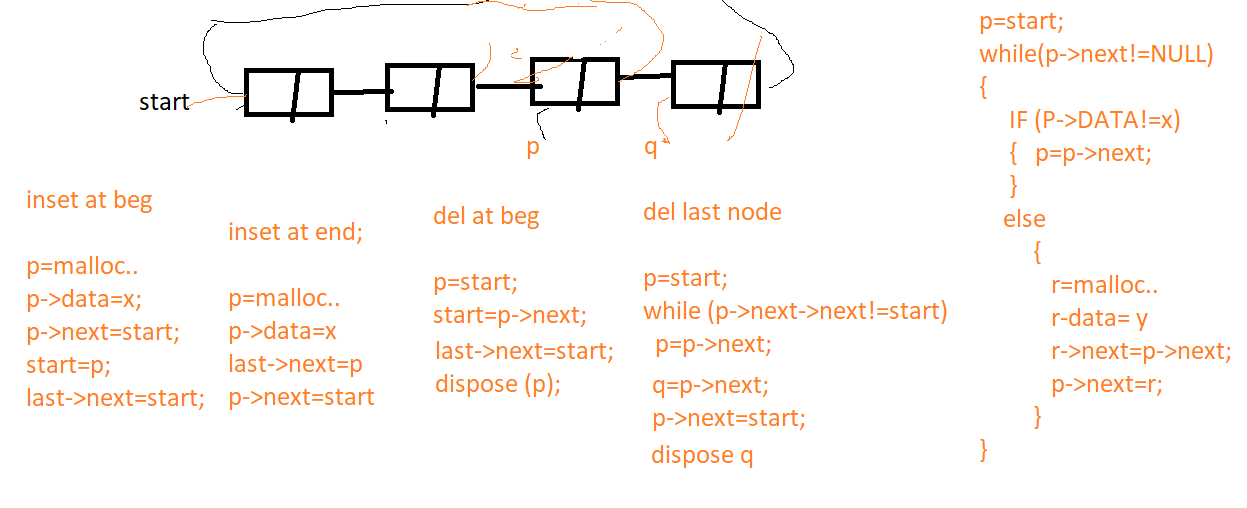 start
p
q
inset at beg
p=malloc..
p->data=x;
p->next=start;
start=p;
last->next=start;
inset at end;
p=malloc..
p->data=x
last->next=p
p->next=start
del at beg
p=start;
start=p->next;
last->next=start;
dispose (p);
del last node
p=start;
while (p->next->next!=start)
p=p->next;
q=p->next;
p->next=start;
dispose q
p=start;
while(p->next!=NULL)
{
IF (P->DATA!=x)
{ p=p->next;
}
else
{
r=malloc..
r-data= y
r->next=p->next;
p->next=r;
}
}